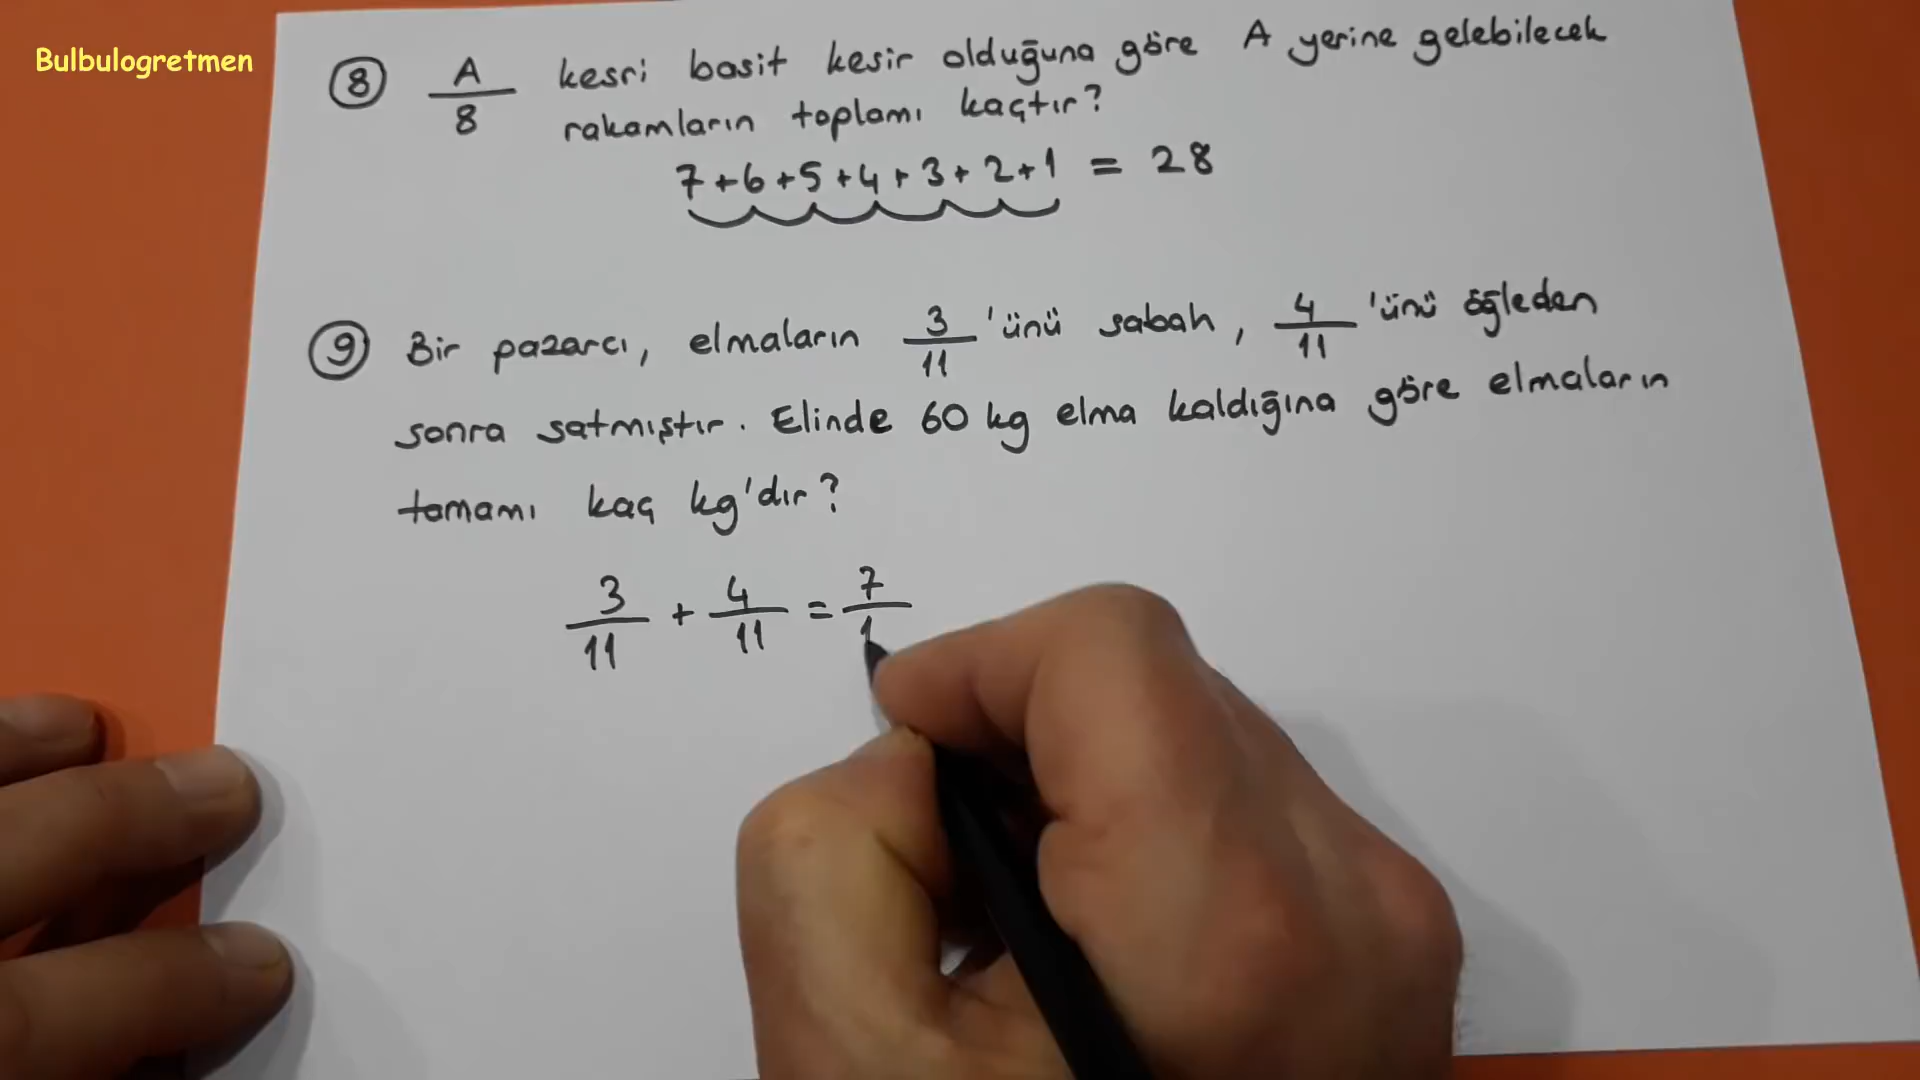 Bulbulogretmen
8 A/8 kesri basit kesir olduğuna göre A yerine gelebilecek
rakamların toplamı kaçtır?
7+6+5+4+3+2+1 = 28
9 Bir pazarcı, elmaların 3/11 'ünü sabah, 4/11 'ünü öğleden
sonra satmıştır. Elinde 60 kg elma kaldığına göre elmaların
tamamı kaç kg'dır?
3/11 + 4/11 = 7/1